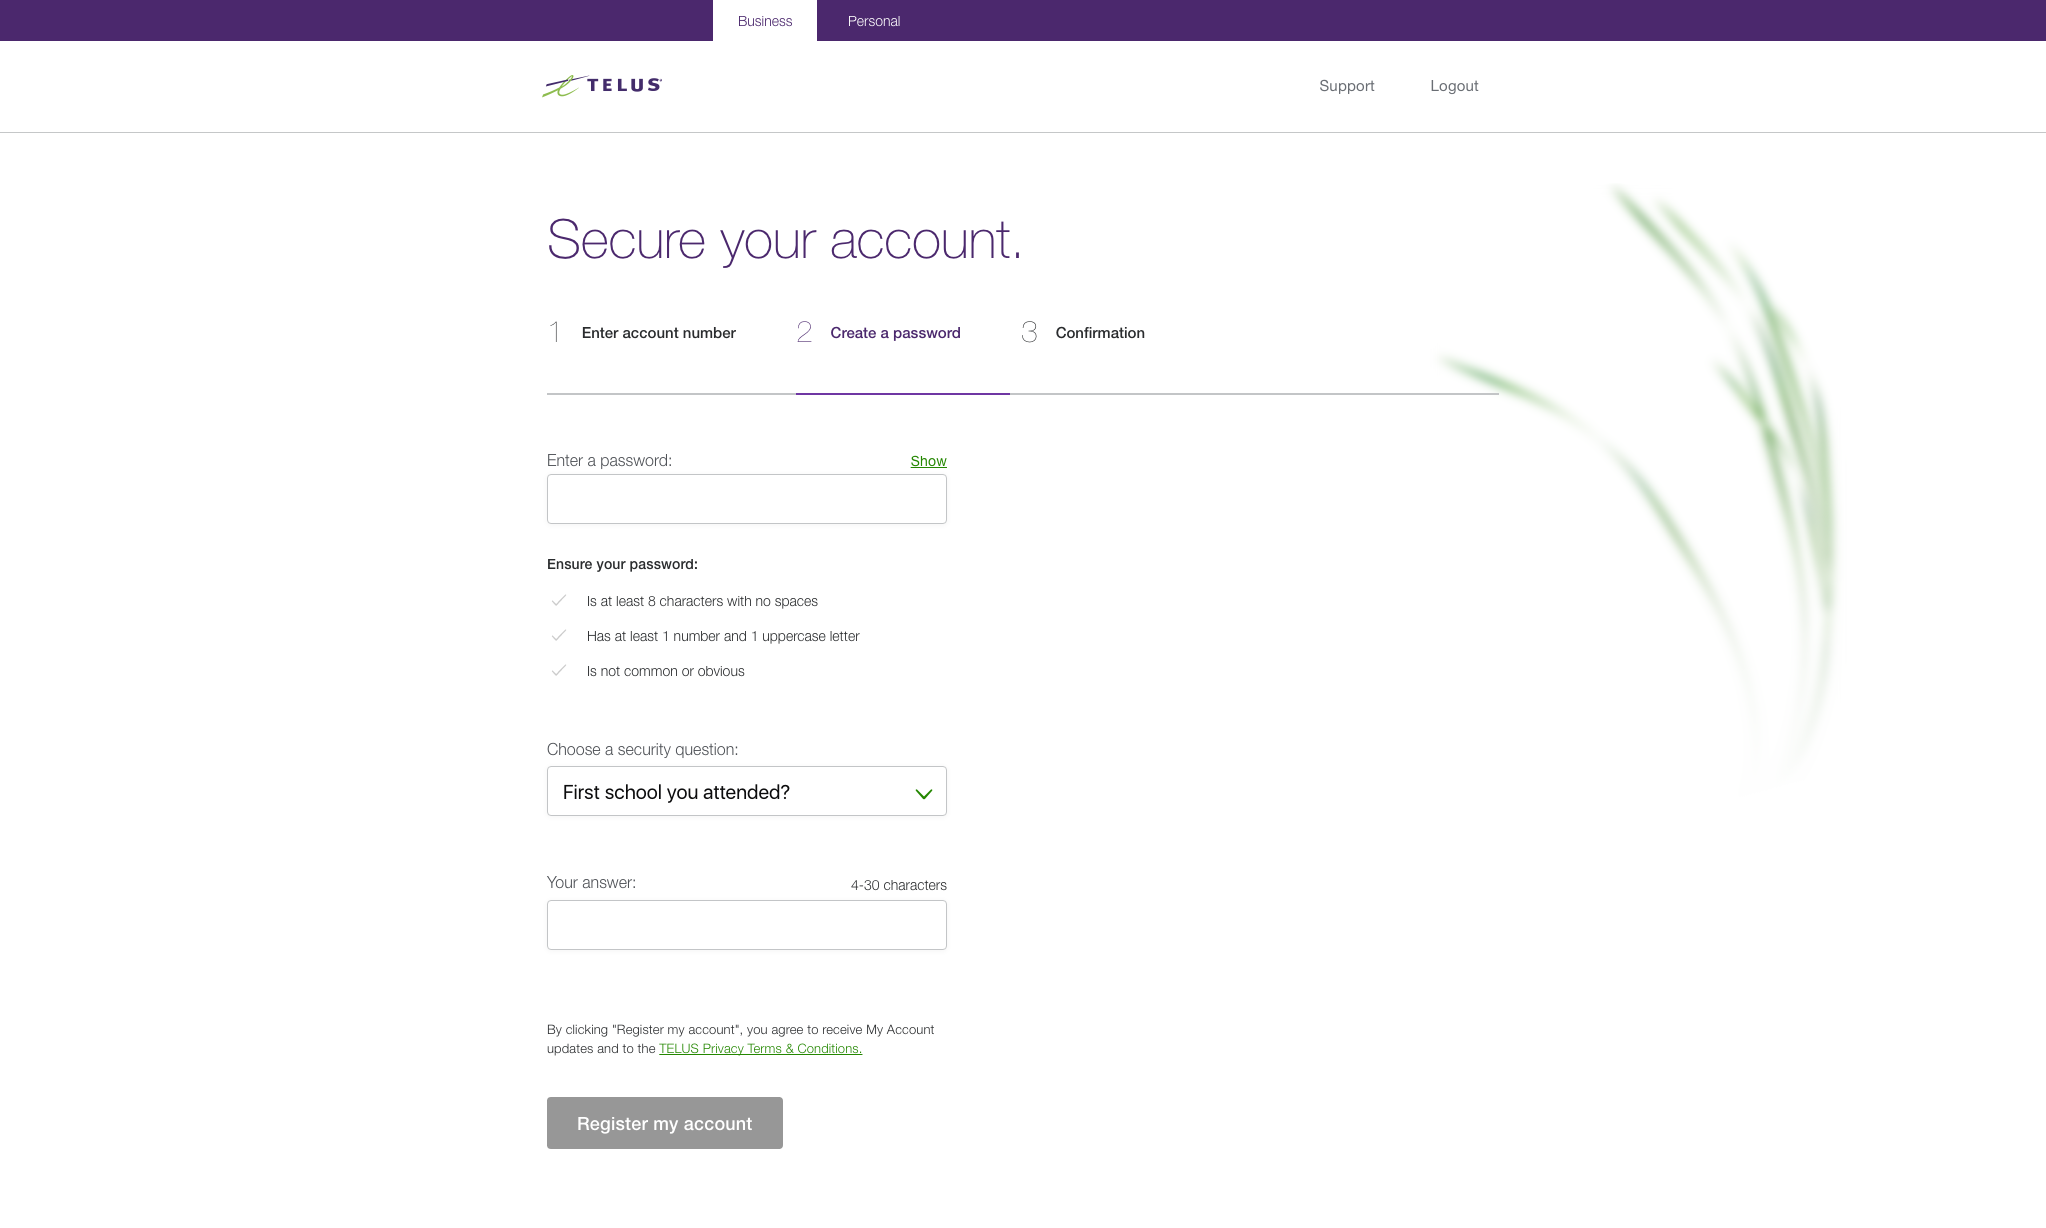 Business Personal
TELUS
Support Logout
Secure your account.
1 Enter account number 2 Create a password 3 Confirmation
Enter a password: Show
Ensure your password:
Is at least 8 characters with no spaces
Has at least 1 number and 1 uppercase letter
Is not common or obvious
Choose a security question:
First school you attended?
Your answer: 4-30 characters
By clicking "Register my account", you agree to receive My Account
updates and to the TELUS Privacy Terms & Conditions.
Register my account